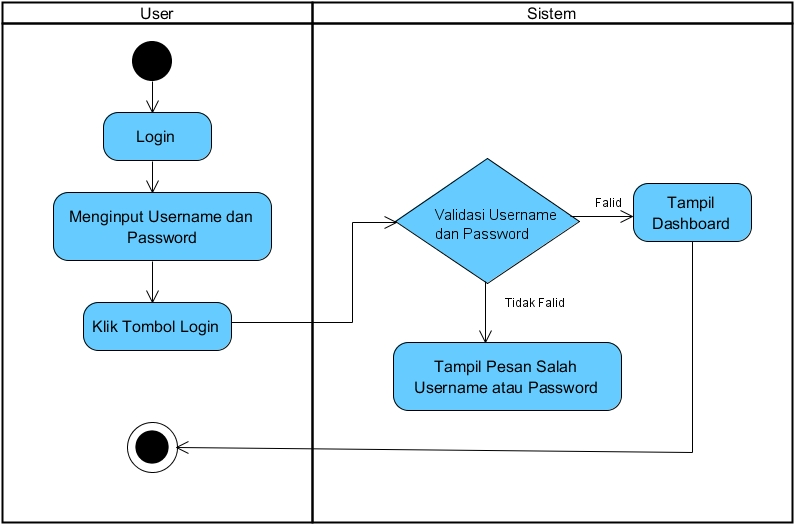 User
Sistem
Login
Menginput Username dan
Password
Klik Tombol Login
Validasi Username
dan Password
Falid
Tampil
Dashboard
Tidak Falid
Tampil Pesan Salah
Username atau Password